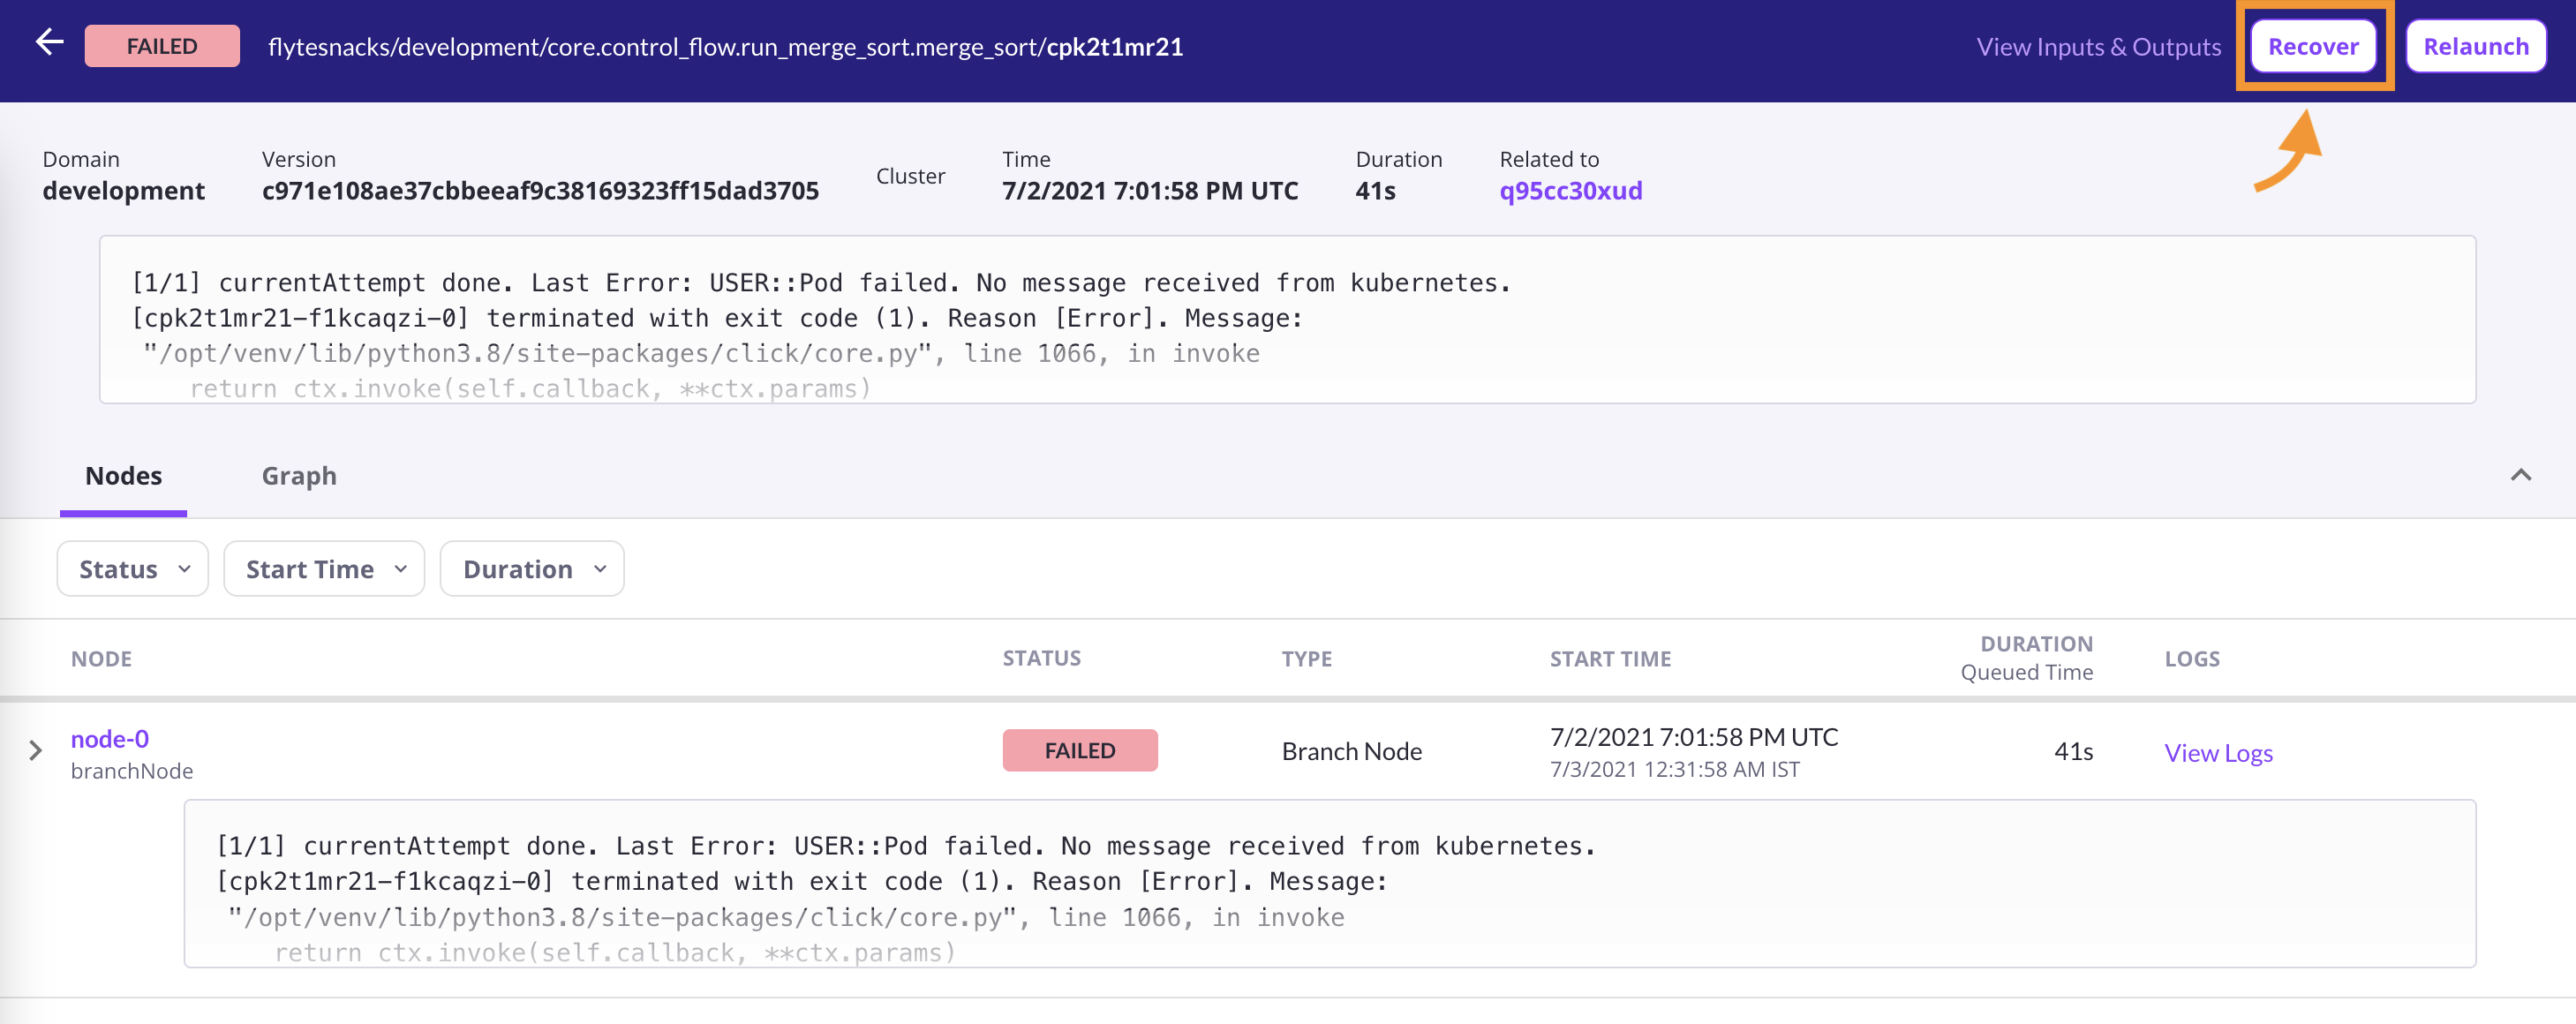 FAILED flytesnacks/development/core.control_flow.run_merge_sort.merge_sort/cpk2t1mr21 View Inputs & Outputs Recover Relaunch
Domain Version Cluster Time Duration Related to
development c971e108ae37cbbeeaf9c38169323ff15dad3705 7/2/2021 7:01:58 PM UTC 41s q95cc30xud
[1/1] currentAttempt done. Last Error: USER::Pod failed. No message received from kubernetes.
[cpk2t1mr21-f1kcaqzi-0] terminated with exit code (1). Reason [Error]. Message:
"/opt/venv/lib/python3.8/site-packages/click/core.py", line 1066, in invoke
return ctx.invoke(self.callback, **ctx.params)
Nodes Graph
Status Start Time Duration
NODE STATUS TYPE START TIME DURATION LOGS
Queued Time
node-0 FAILED Branch Node 7/2/2021 7:01:58 PM UTC 41s View Logs
branchNode 7/3/2021 12:31:58 AM IST
[1/1] currentAttempt done. Last Error: USER::Pod failed. No message received from kubernetes.
[cpk2t1mr21-f1kcaqzi-0] terminated with exit code (1). Reason [Error]. Message:
"/opt/venv/lib/python3.8/site-packages/click/core.py", line 1066, in invoke
return ctx.invoke(self.callback, **ctx.params)